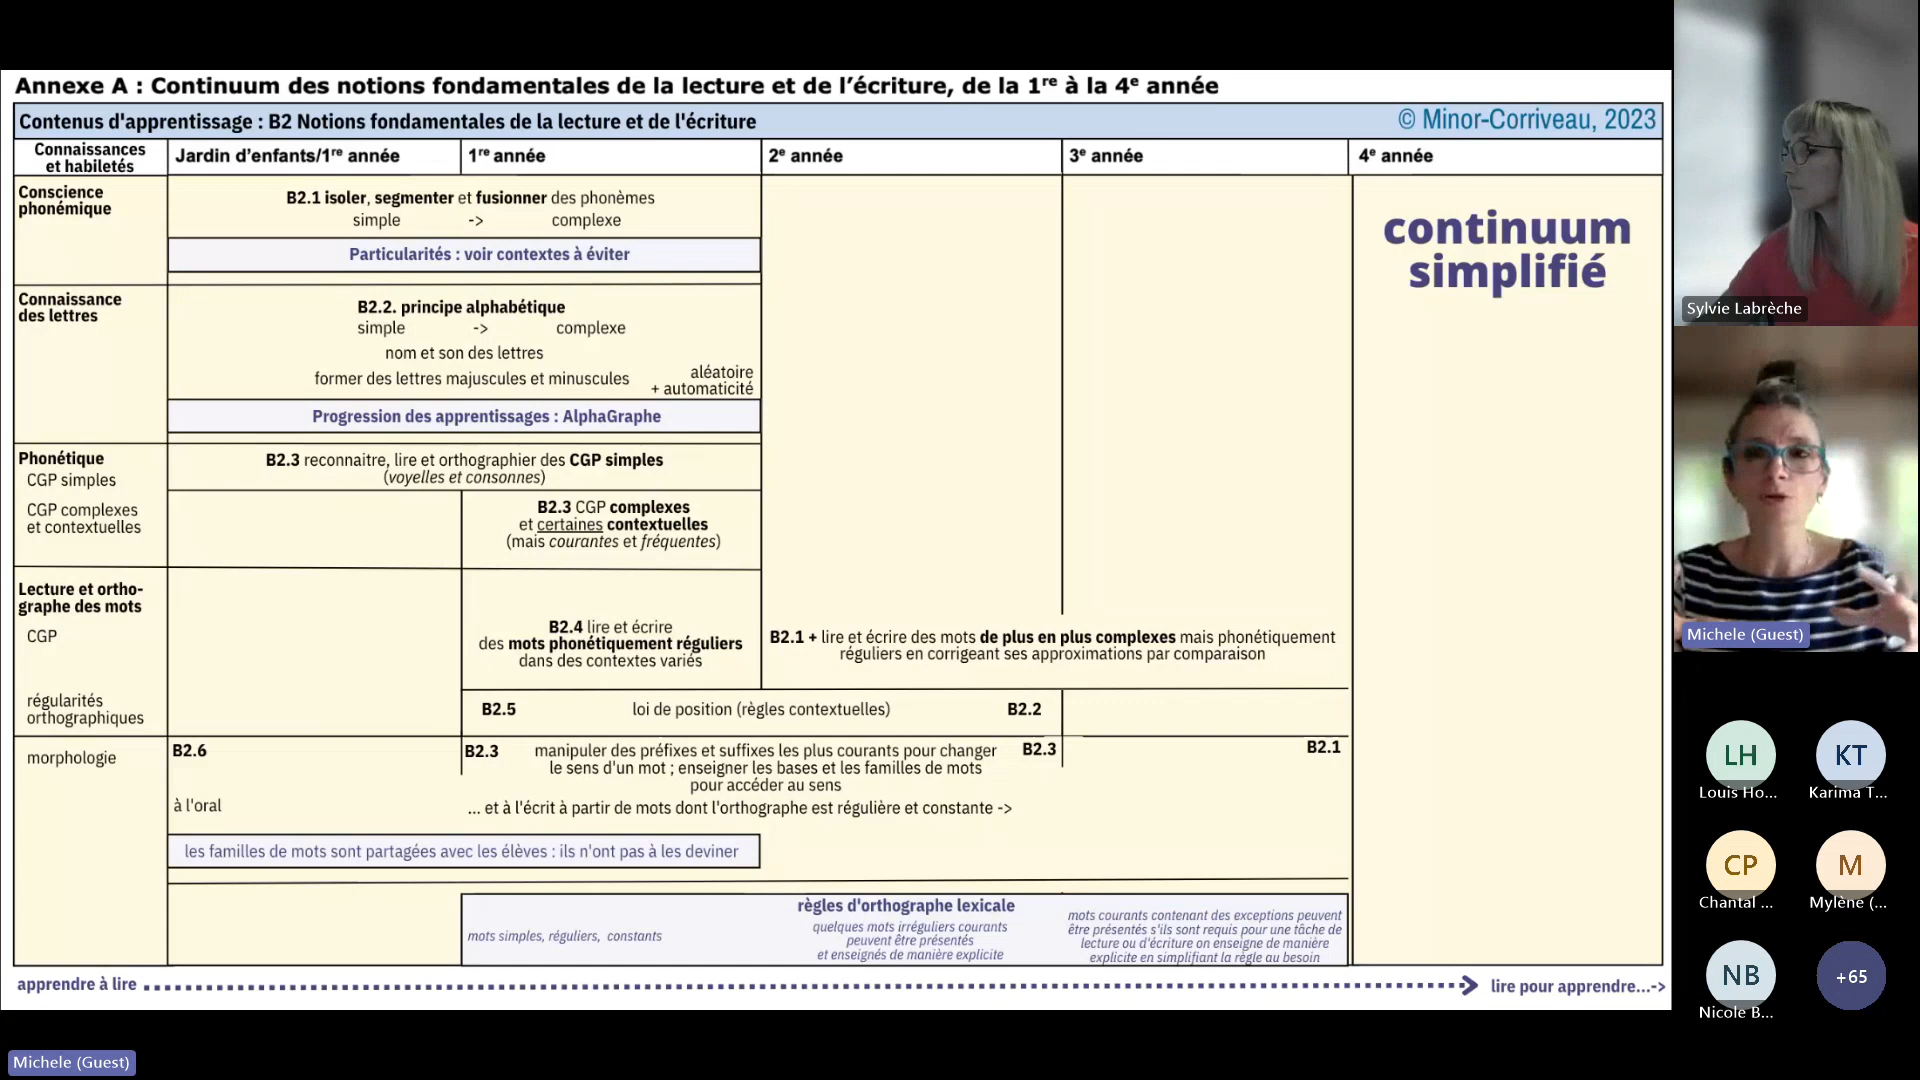 Annexe A : Continuum des notions fondamentales de la lecture et de l'écriture, de la 1re à la 4e année
Contenus d'apprentissage : B2 Notions fondamentales de la lecture et de l'écriture
© Minor-Corriveau, 2023
Connaissances
et habiletés
Jardin d'enfants/1re année
1re année
2e année
3e année
4e année
Conscience
phonémique
B2.1 isoler, segmenter et fusionner des phonèmes
simple -> complexe
Particularités : voir contextes à éviter
continuum
simplifié
Connaissance
des lettres
B2.2. principe alphabétique
simple -> complexe
nom et son des lettres
former des lettres majuscules et minuscules
aléatoire
+ automaticité
Progression des apprentissages : AlphaGraphe
Phonétique
CGP simples
CGP complexes
et contextuelles
B2.3 reconnaitre, lire et orthographier des CGP simples
(voyelles et consonnes)
B2.3 CGP complexes
et certaines contextuelles
(mais courantes et fréquentes)
Lecture et ortho-
graphe des mots
CGP
B2.4 lire et écrire
des mots phonétiquement réguliers
dans des contextes variés
B2.1 + lire et écrire des mots de plus en plus complexes mais phonétiquement
réguliers en corrigeant ses approximations par comparaison
régularités
orthographiques
B2.5 loi de position (règles contextuelles) B2.2
morphologie
B2.6
à l'oral
B2.3 manipuler des préfixes et suffixes les plus courants pour changer B2.3
le sens d'un mot ; enseigner les bases et les familles de mots
pour accéder au sens
B2.1
... et à l'écrit à partir de mots dont l'orthographe est régulière et constante ->
les familles de mots sont partagées avec les élèves : ils n'ont pas à les deviner
règles d'orthographe lexicale
mots simples, réguliers, constants
quelques mots irréguliers courants
peuvent être présentés
et enseignés de manière explicite
mots courants contenant des exceptions peuvent
être présentés s'ils sont requis pour une tâche de
lecture ou d'écriture on enseigne de manière
explicite en simplifiant la règle au besoin
apprendre à lire
lire pour apprendre...->
Michele (Guest)
Sylvie Labrèche
Michele (Guest)
LH
Louis Ho...
KT
Karima T...
CP
Chantal ...
M
Mylène (...
NB
Nicole B...
+65